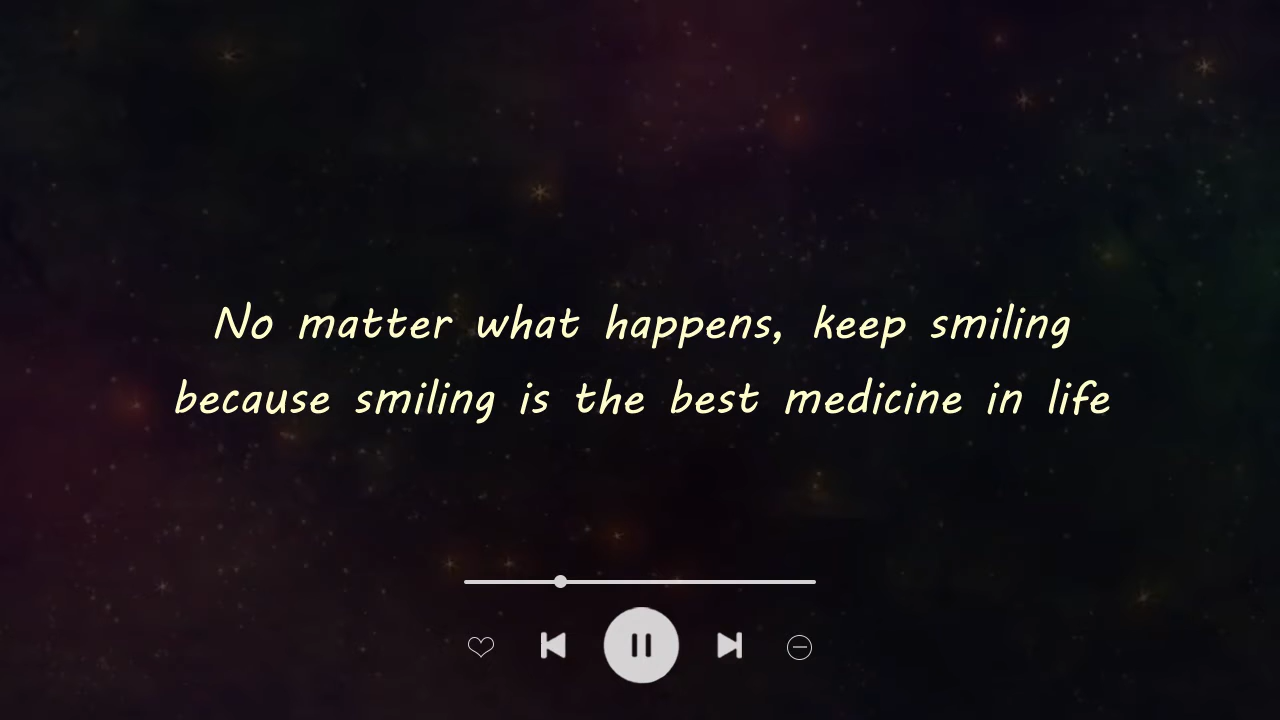 No matter what happens, keep smiling
because smiling is the best medicine in life